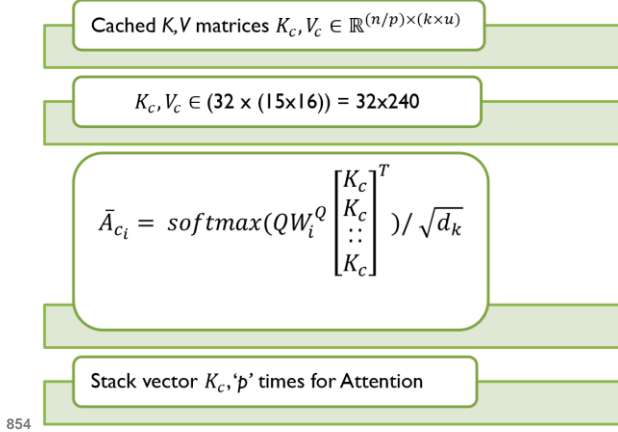 Cached K,V matrices K_c, V_c ∈ ℝ^{(n/p)×(k×u)}
K_c, V_c ∈ (32 x (15x16)) = 32x240
Ā_{c_i} = softmax(QW_i^Q [K_c K_c ∷ K_c]^T )/ √d_k
Stack vector K_c,‘p’ times for Attention
854